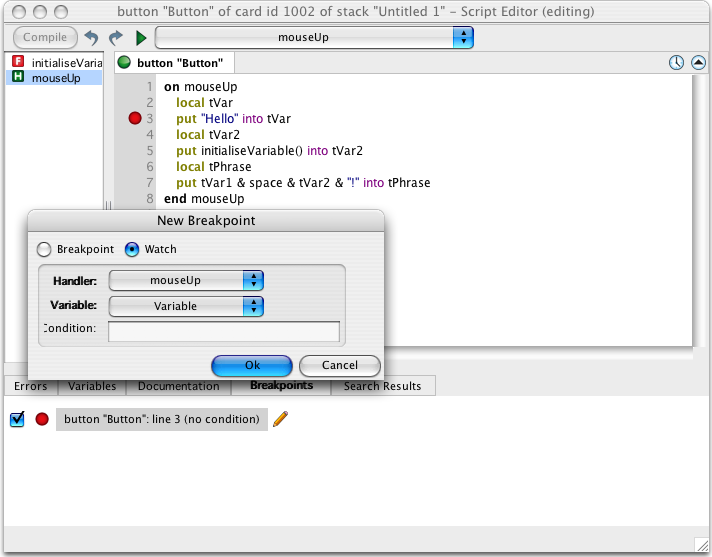 button "Button" of card id 1002 of stack "Untitled 1" – Script Editor (editing)
Compile
mouseUp
F initialiseVaria
H mouseUp
button "Button"
1 on mouseUp
2 local tVar
3 put "Hello" into tVar
4 local tVar2
5 put initialiseVariable() into tVar2
6 local tPhrase
7 put tVar1 & space & tVar2 & "!" into tPhrase
8 end mouseUp
New Breakpoint
Breakpoint Watch
Handler: mouseUp
Variable: Variable
Condition:
Ok Cancel
Errors Variables Documentation Breakpoints Search Results
button "Button": line 3 (no condition)